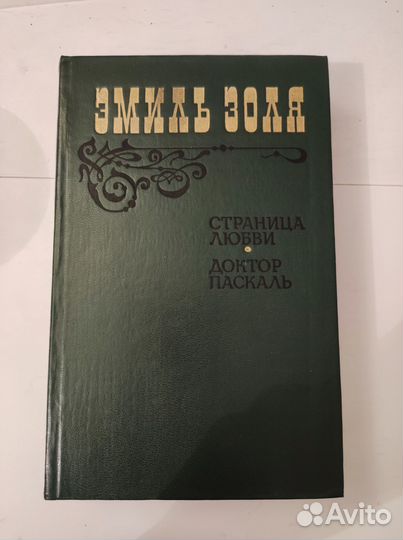 ЭМИЛЬ ЗОЛЯ
СТРАНИЦА
ЛЮБВИ
ДОКТОР
ПАСКАЛЬ
Avito